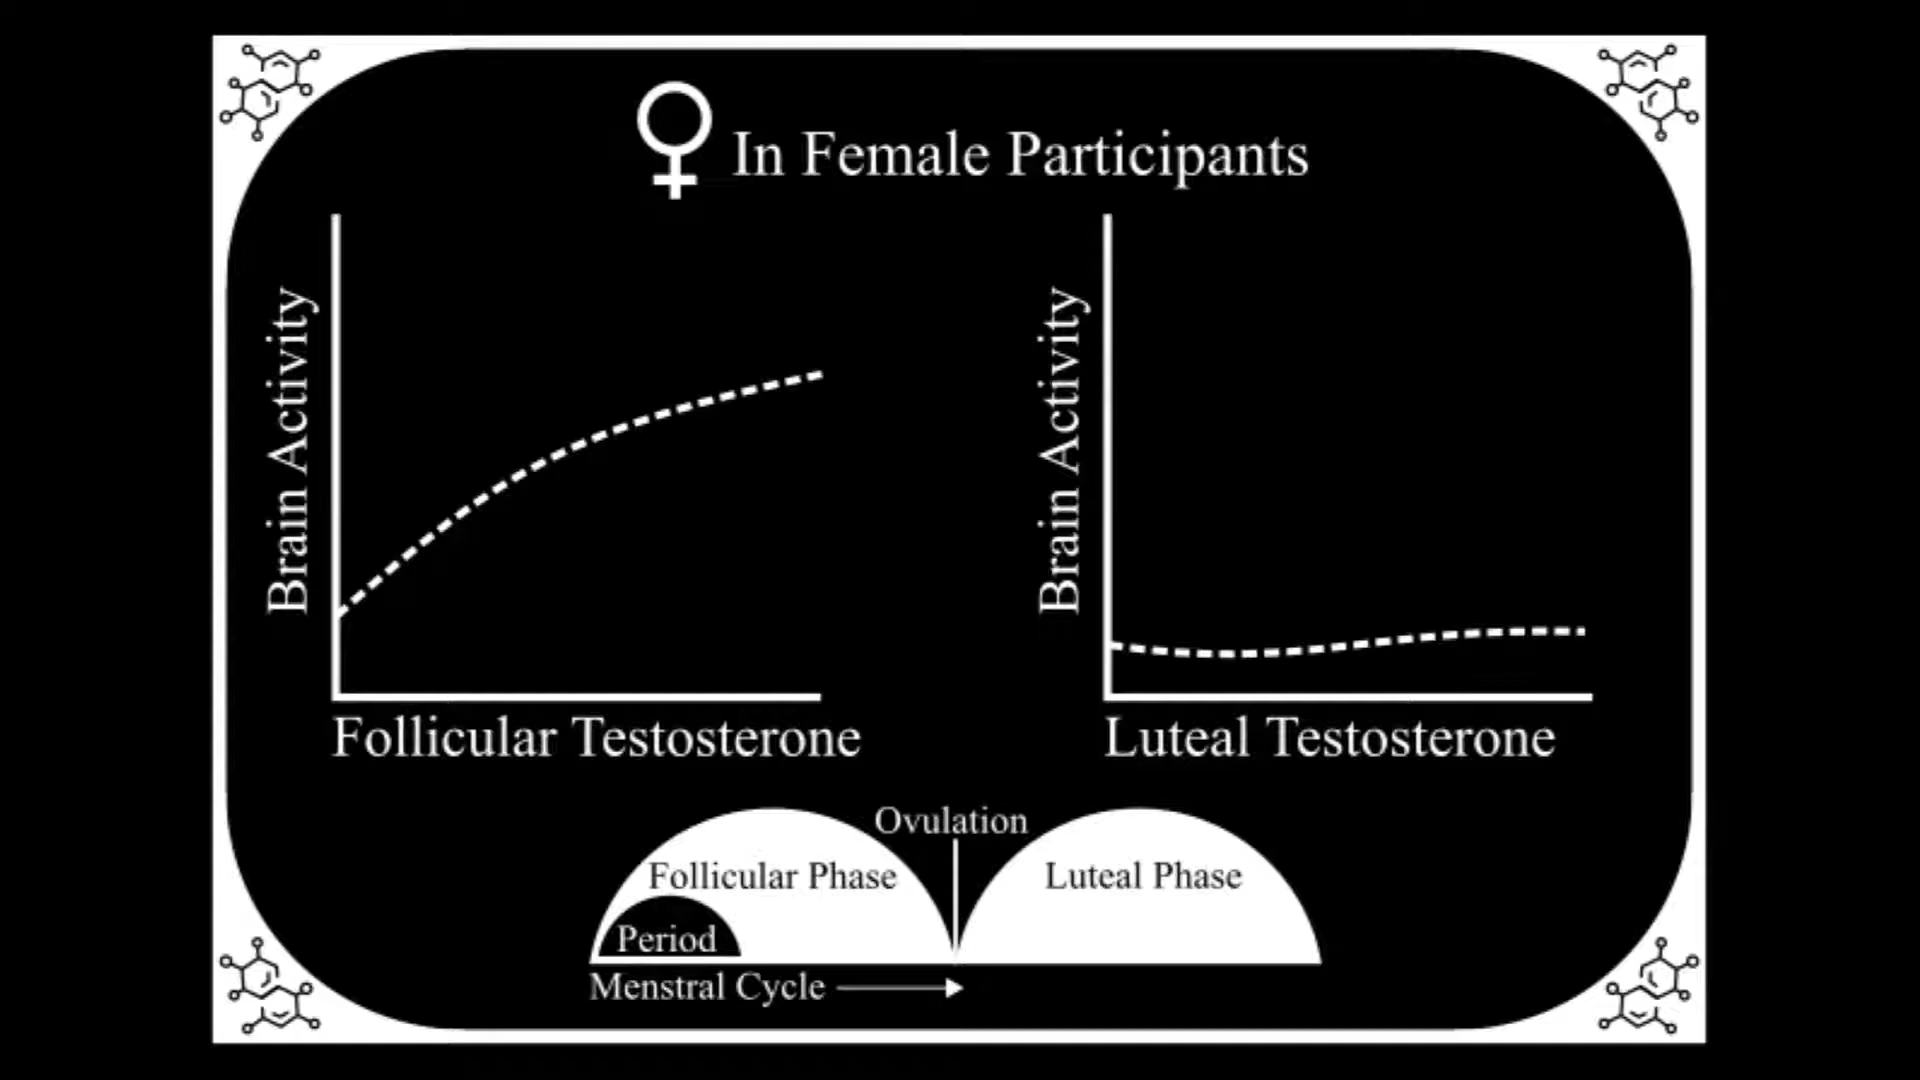 In Female Participants
Brain Activity
Follicular Testosterone
Brain Activity
Luteal Testosterone
Ovulation
Follicular Phase
Luteal Phase
Period
Menstral Cycle